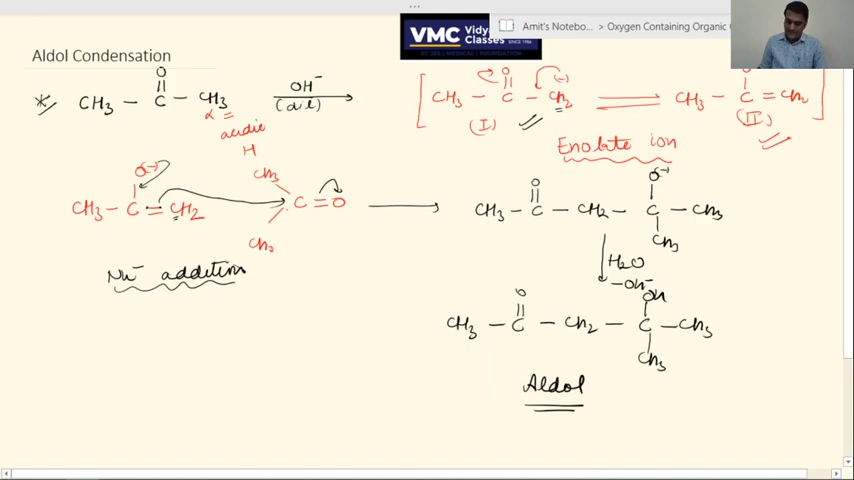 VMC Vidya
Classes
SINCE 1986
Amit's Notebo... > Oxygen Containing Organic
Aldol Condensation
CH3 — C — CH3
O
α
acidic
H
OH⁻
(dil)
CH3 — C — CH2
O
(−)
(I)
CH3 — C = CH2
(II)
Enolate ion
O(−)
CH3 — C = CH2
CH3
C = O
CH3
Nu⁻ addition
O
O(−)
CH3 — C — CH2 — C — CH3
CH3
H2O
−OH⁻
O
OH
CH3 — C — CH2 — C — CH3
CH3
Aldol